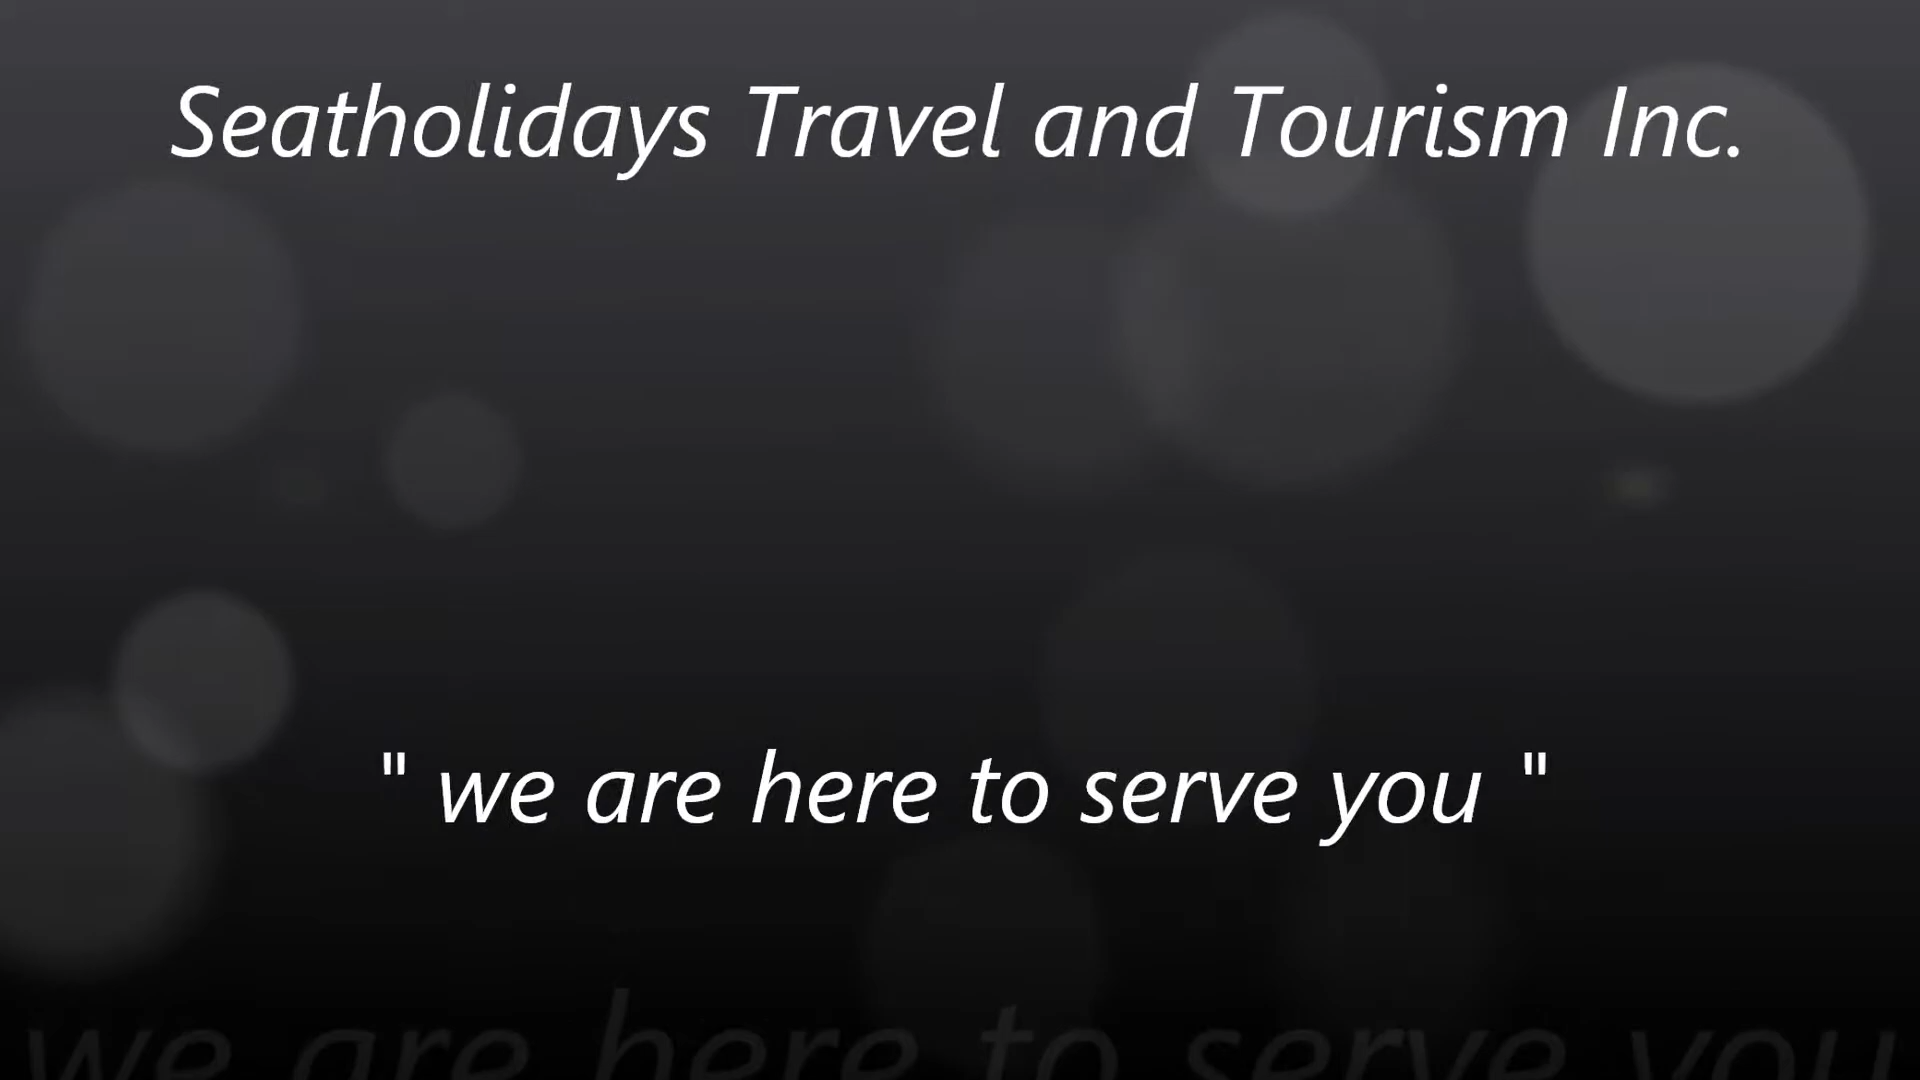 Seatholidays Travel and Tourism Inc.
" we are here to serve you "
we are here to serve you